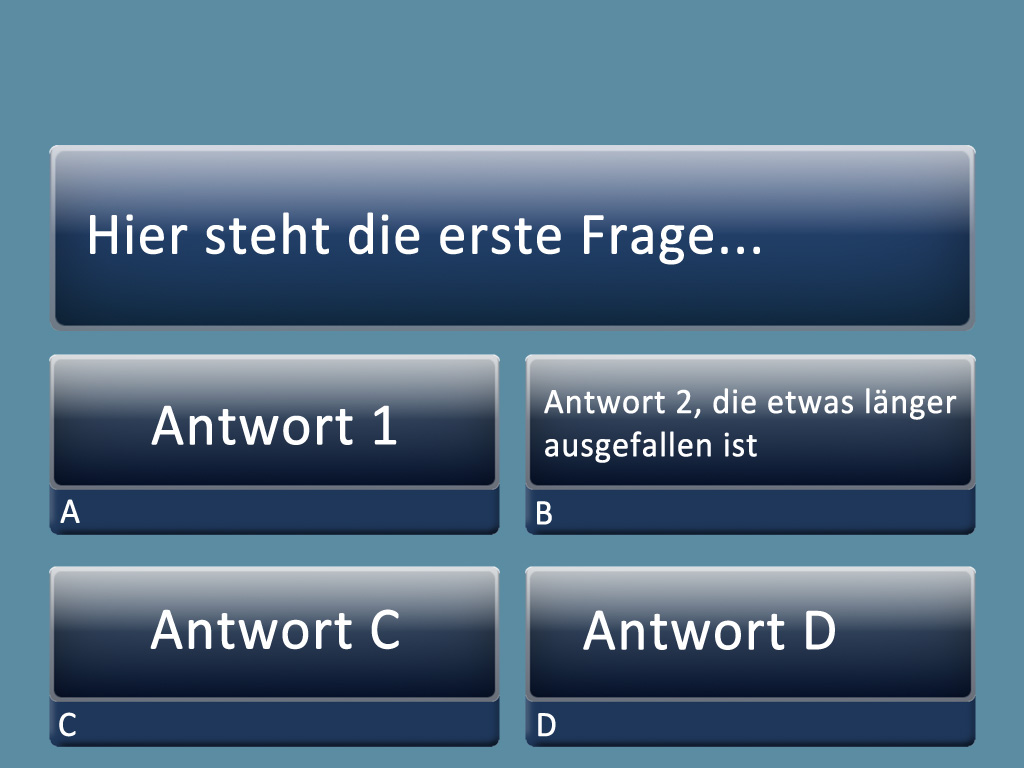 Hier steht die erste Frage...
Antwort 1
A
Antwort 2, die etwas länger
ausgefallen ist
B
Antwort C
C
Antwort D
D